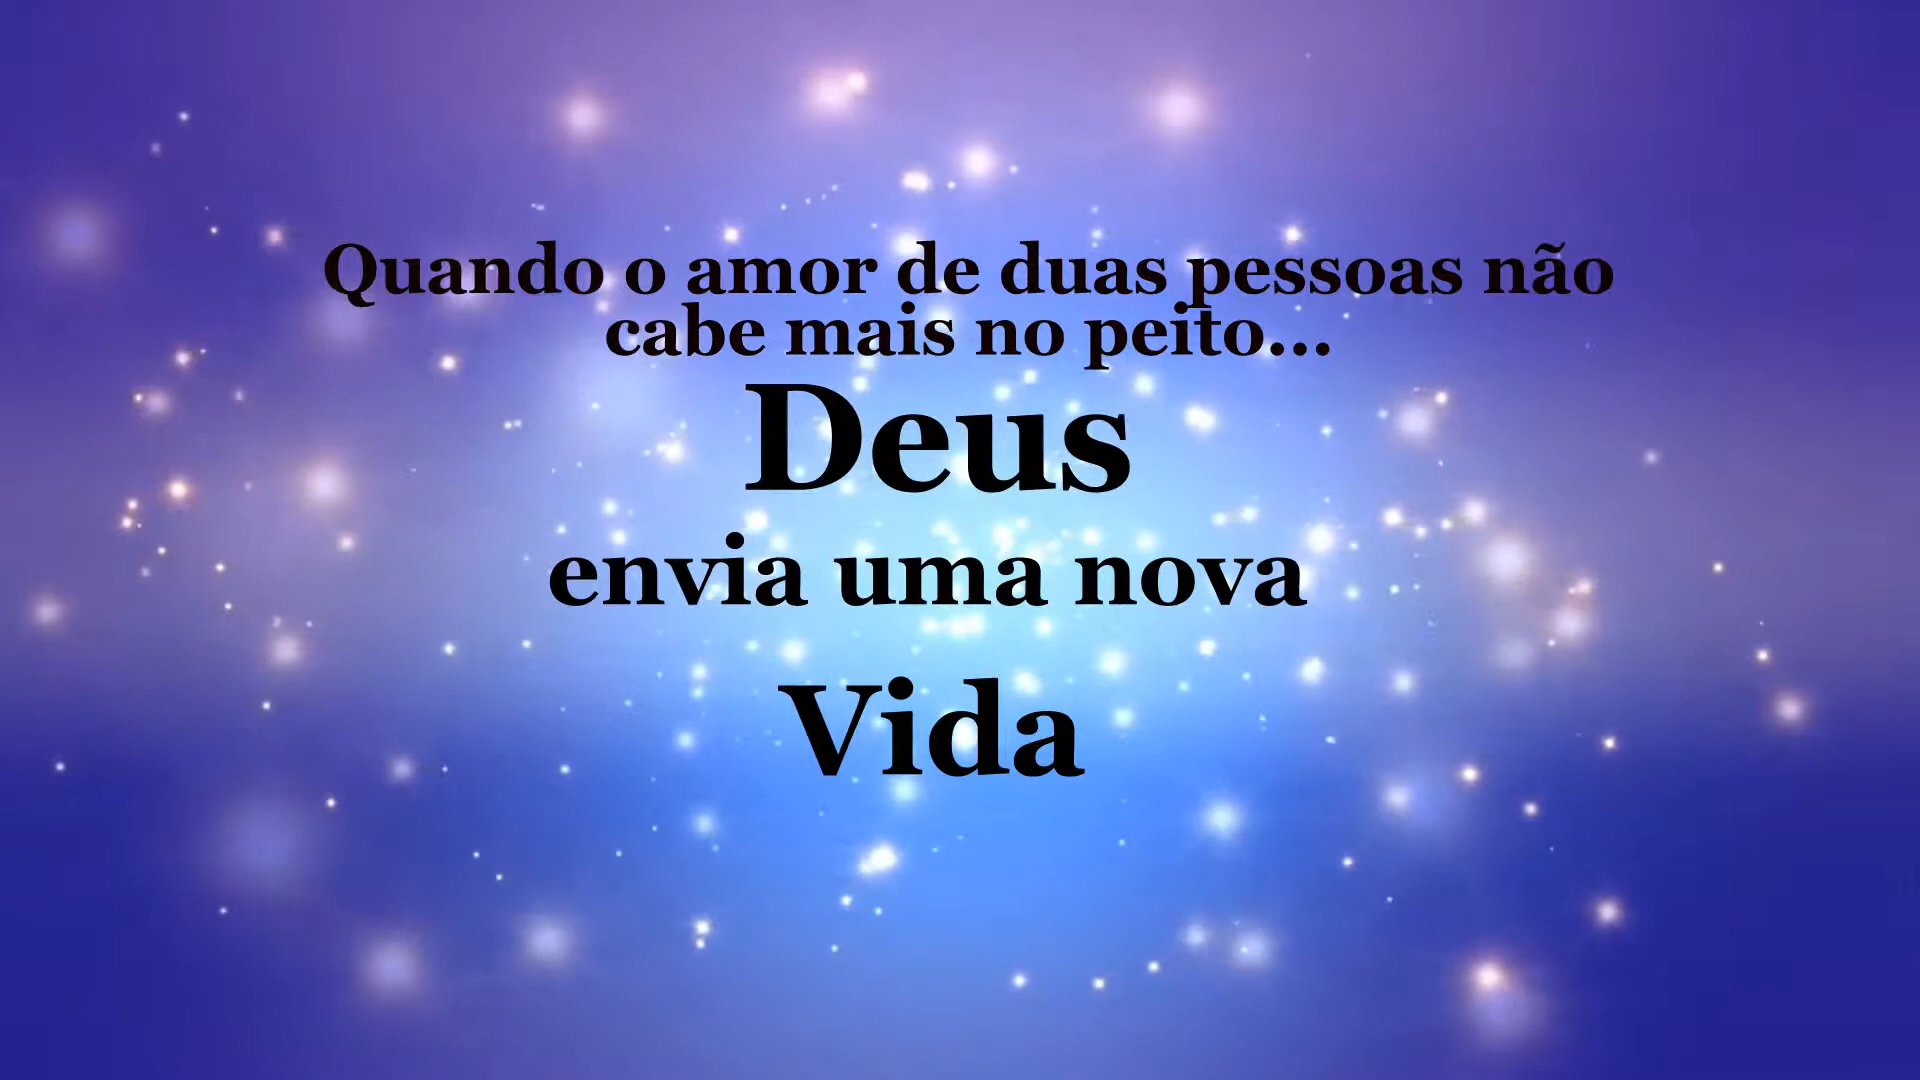 Quando o amor de duas pessoas não
cabe mais no peito...
Deus
envia uma nova
Vida